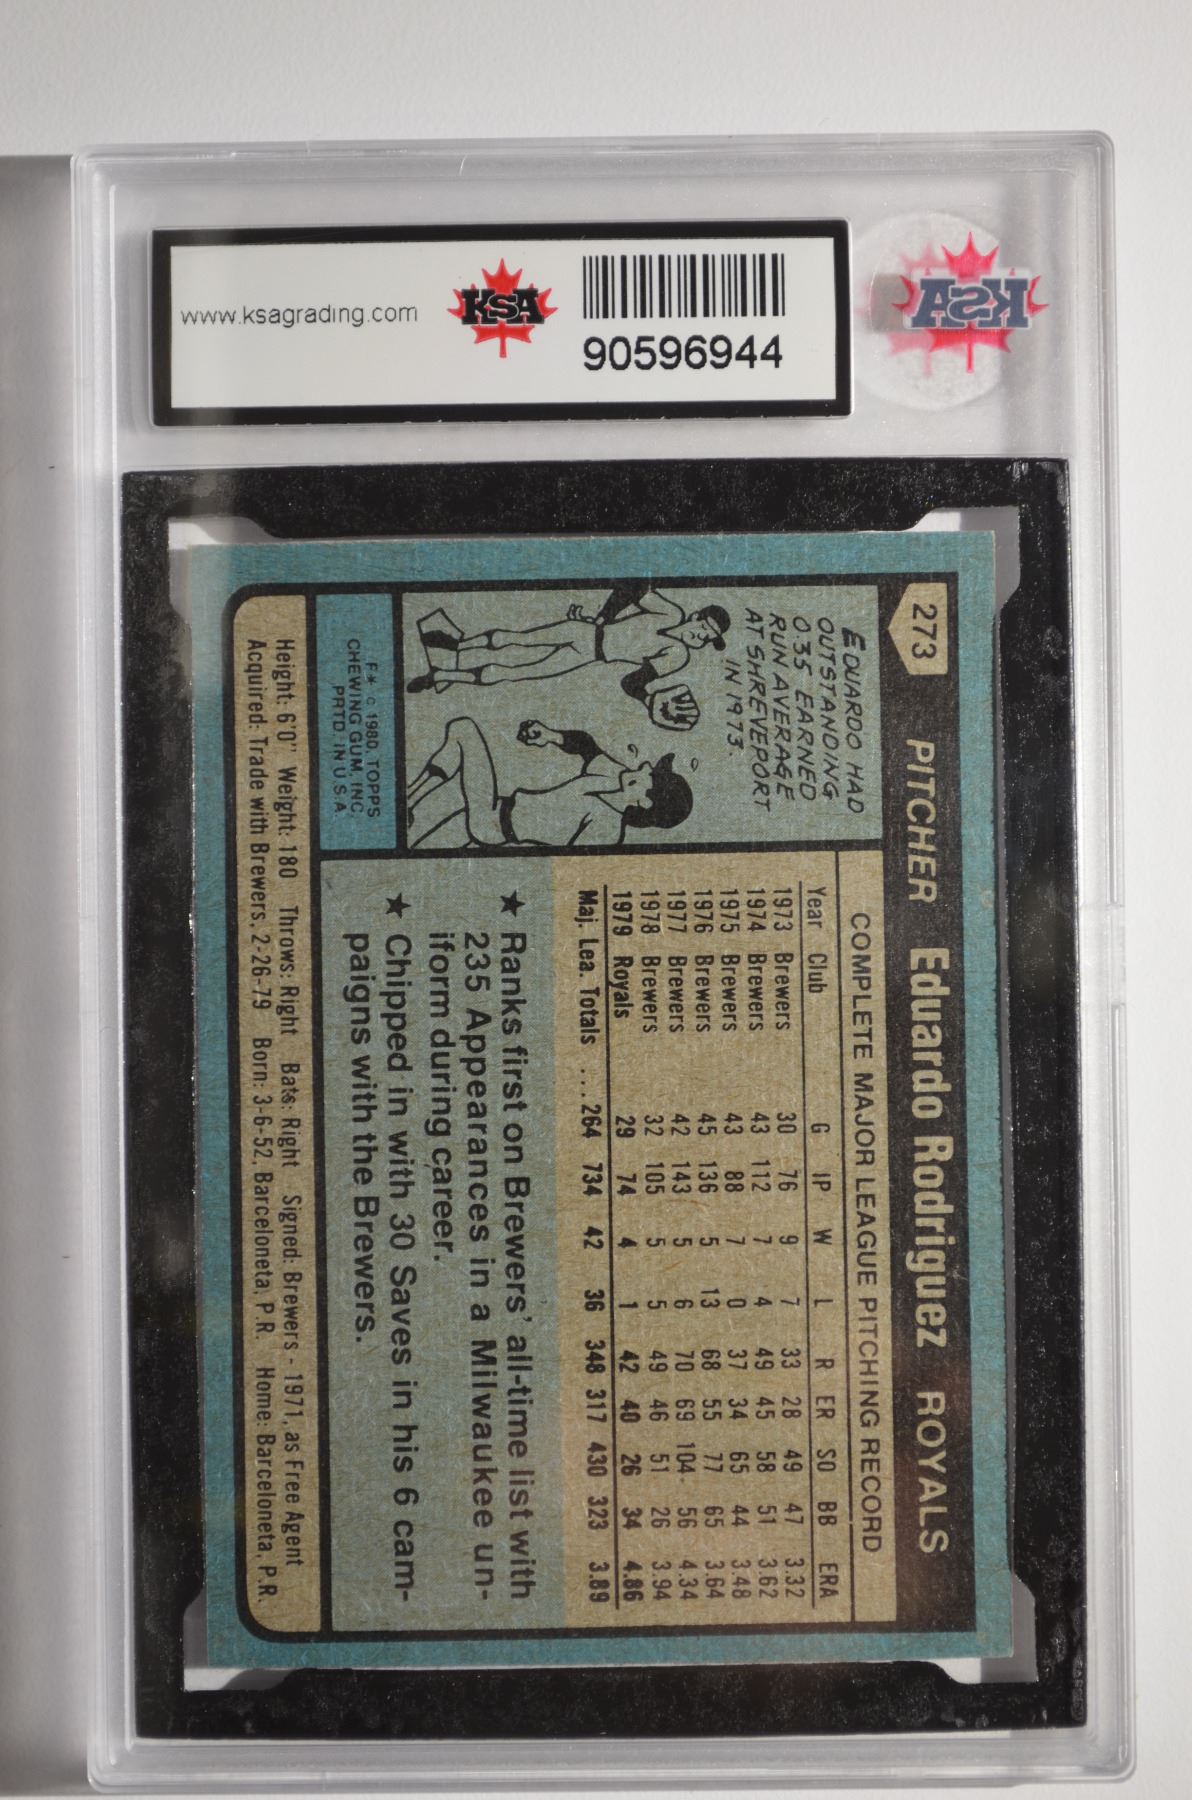 www.ksagrading.com
KSA
90596944
KSA
273
PITCHER Eduardo Rodriguez ROYALS
EDUARDO HAD
OUTSTANDING
0.35 EARNED
RUN AVERAGE
AT SHREVEPORT
IN 1973.
F* © 1980. TOPPS
CHEWING GUM, INC.
PRTD. IN U.S.A.
COMPLETE MAJOR LEAGUE PITCHING RECORD
Year Club G IP W L R ER SO BB ERA
1973 Brewers 30 76 9 7 33 28 49 47 3.32
1974 Brewers 43 112 7 4 49 45 58 51 3.62
1975 Brewers 43 88 7 0 37 34 65 44 3.48
1976 Brewers 45 136 5 13 68 55 77 65 3.64
1977 Brewers 42 143 5 6 70 69 104 56 4.34
1978 Brewers 32 105 5 5 49 46 51 26 3.94
1979 Royals 29 74 4 1 42 40 26 34 4.86
Maj. Lea. Totals ... 264 734 42 36 348 317 430 323 3.89
★ Ranks first on Brewers' all-time list with
235 Appearances in a Milwaukee un-
iform during career.
★ Chipped in with 30 Saves in his 6 cam-
paigns with the Brewers.
Height: 6'0" Weight: 180 Throws: Right Bats: Right Signed: Brewers - 1971, as Free Agent
Acquired: Trade with Brewers, 2-26-79 Born: 3-6-52, Barceloneta, P.R. Home: Barceloneta, P.R.